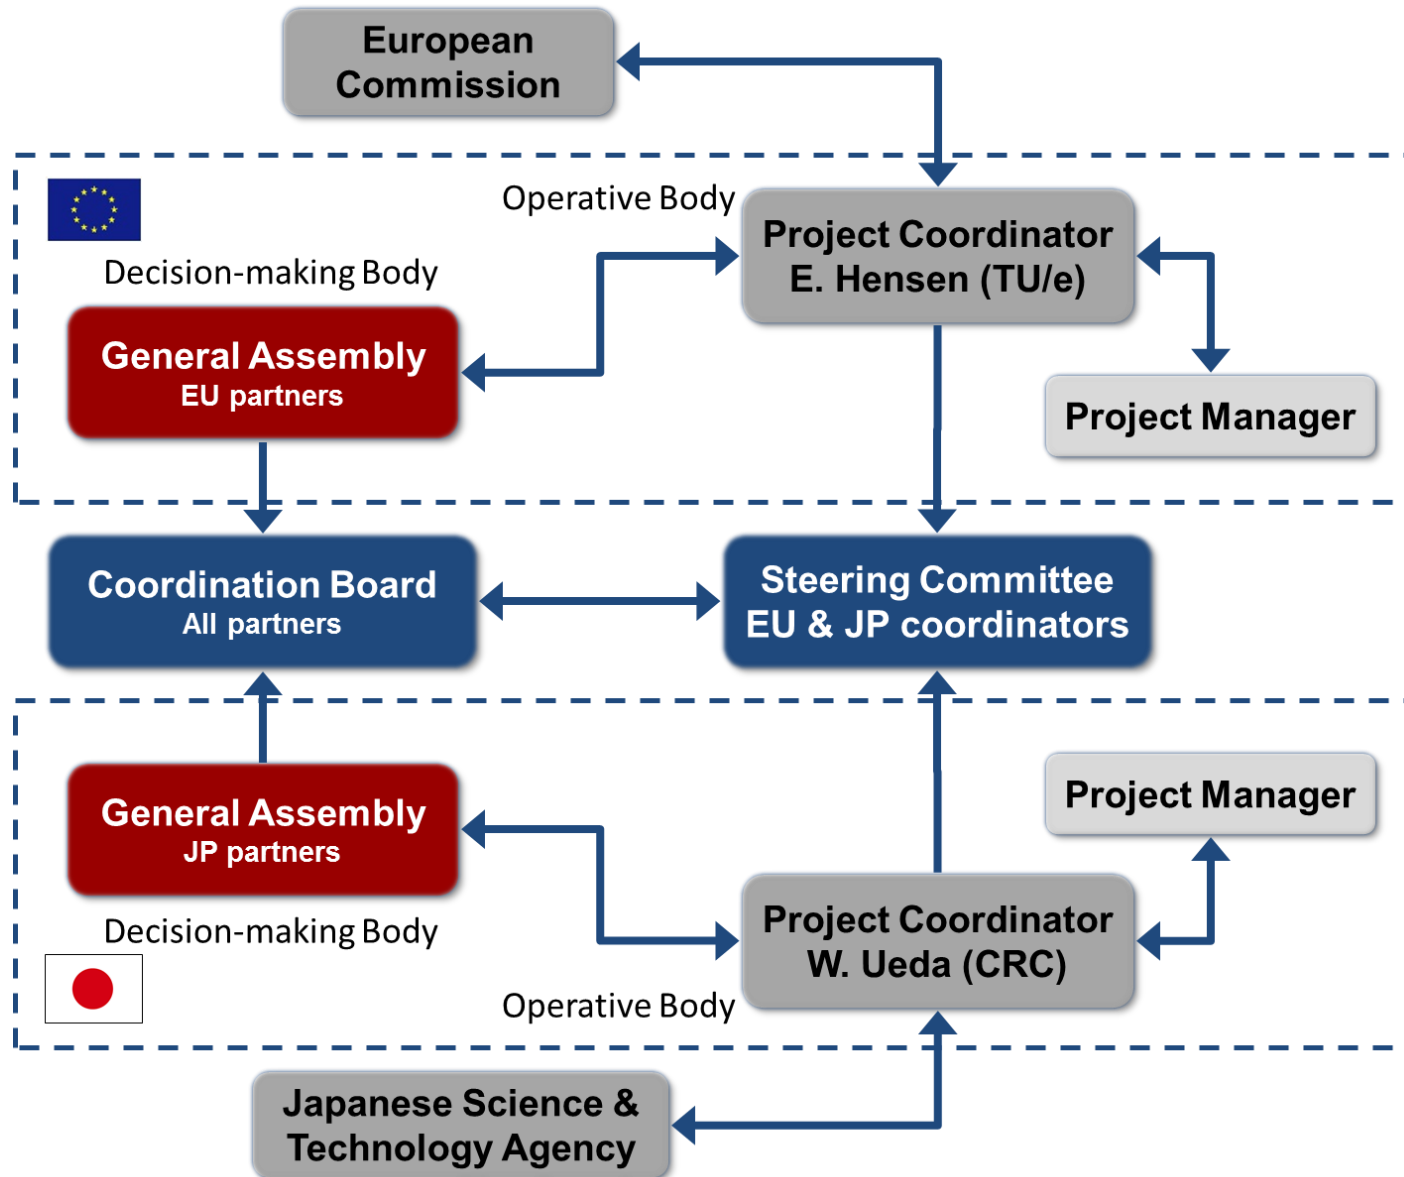 European
Commission
Operative Body
Project Coordinator
E. Hensen (TU/e)
Decision-making Body
General Assembly
EU partners
Project Manager
Coordination Board
All partners
Steering Committee
EU & JP coordinators
General Assembly
JP partners
Project Manager
Decision-making Body
Project Coordinator
W. Ueda (CRC)
Operative Body
Japanese Science &
Technology Agency